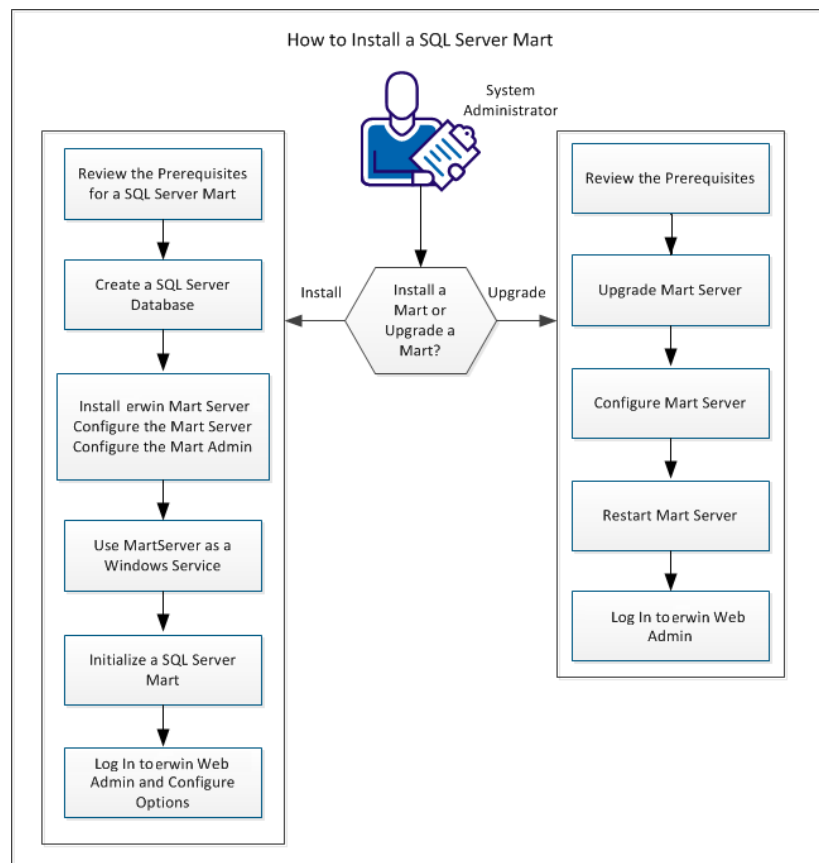 How to Install a SQL Server Mart
System
Administrator
Review the Prerequisites
for a SQL Server Mart
Create a SQL Server
Database
Install erwin Mart Server
Configure the Mart Server
Configure the Mart Admin
Use MartServer as a
Windows Service
Initialize a SQL Server
Mart
Log In to erwin Web
Admin and Configure
Options
Install
Install a
Mart or
Upgrade a
Mart?
Upgrade
Review the Prerequisites
Upgrade Mart Server
Configure Mart Server
Restart Mart Server
Log In to erwin Web
Admin